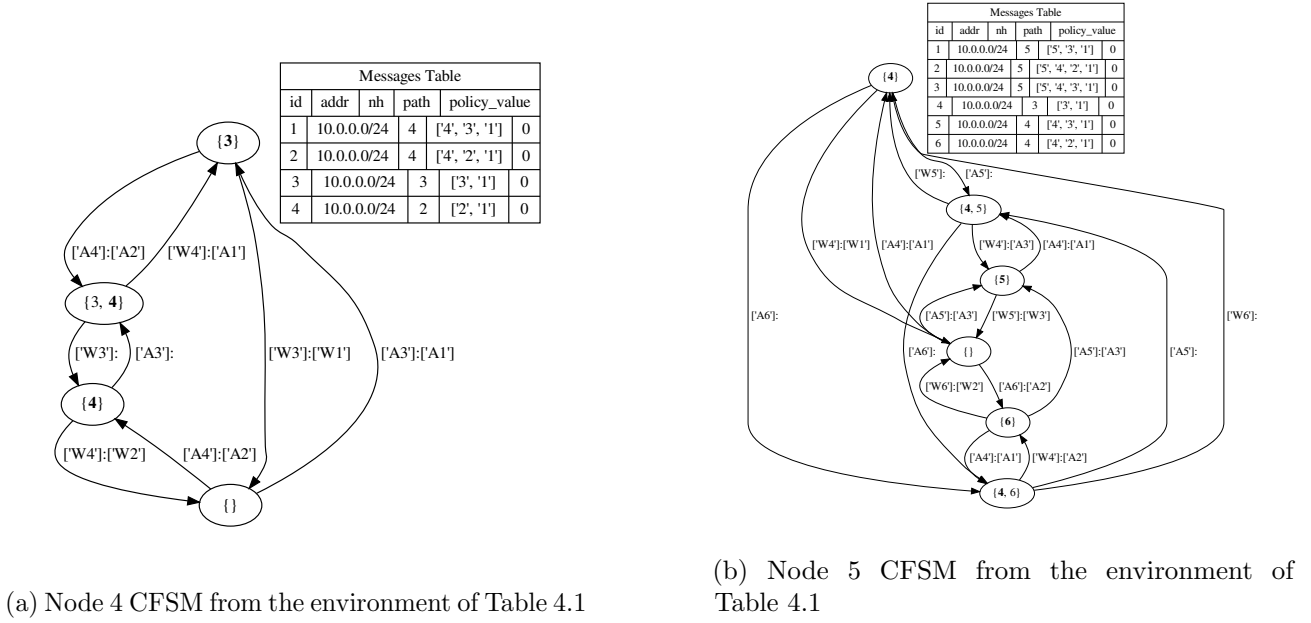 Messages Table
id addr nh path policy_value
1 10.0.0.0/24 4 ['4', '3', '1'] 0
2 10.0.0.0/24 4 ['4', '2', '1'] 0
3 10.0.0.0/24 3 ['3', '1'] 0
4 10.0.0.0/24 2 ['2', '1'] 0
{3}
['A4']:['A2']
['W4']:['A1']
{3, 4}
['W3']:
['A3']:
['W3']:['W1']
['A3']:['A1']
{4}
['W4']:['W2']
['A4']:['A2']
{}
(a) Node 4 CFSM from the environment of Table 4.1
Messages Table
id addr nh path policy_value
1 10.0.0.0/24 5 ['5', '3', '1'] 0
2 10.0.0.0/24 5 ['5', '4', '2', '1'] 0
3 10.0.0.0/24 5 ['5', '4', '3', '1'] 0
4 10.0.0.0/24 3 ['3', '1'] 0
5 10.0.0.0/24 4 ['4', '3', '1'] 0
6 10.0.0.0/24 4 ['4', '2', '1'] 0
{4}
['W5']:
['A5']:
{4, 5}
['W4']:['W1']
['A4']:['A1']
['W4']:['A3']
['A4']:['A1']
{5}
['A6']:
['A5']:['A3']
['W5']:['W3']
['W6']:
{}
['A6']:
['A5']:['A3']
['A5']:
['W6']:['W2']
['A6']:['A2']
{6}
['A4']:['A1']
['W4']:['A2']
{4, 6}
(b) Node 5 CFSM from the environment of
Table 4.1